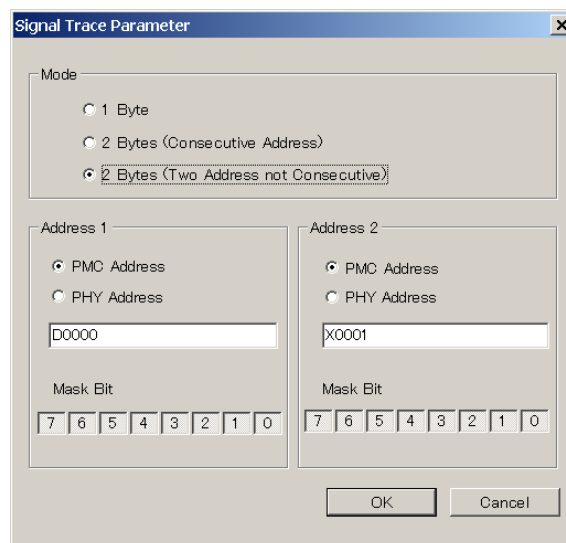 Signal Trace Parameter
Mode
1 Byte
2 Bytes (Consecutive Address)
2 Bytes (Two Address not Consecutive)
Address 1
PMC Address
PHY Address
D0000
Mask Bit
7 6 5 4 3 2 1 0
Address 2
PMC Address
PHY Address
X0001
Mask Bit
7 6 5 4 3 2 1 0
OK Cancel